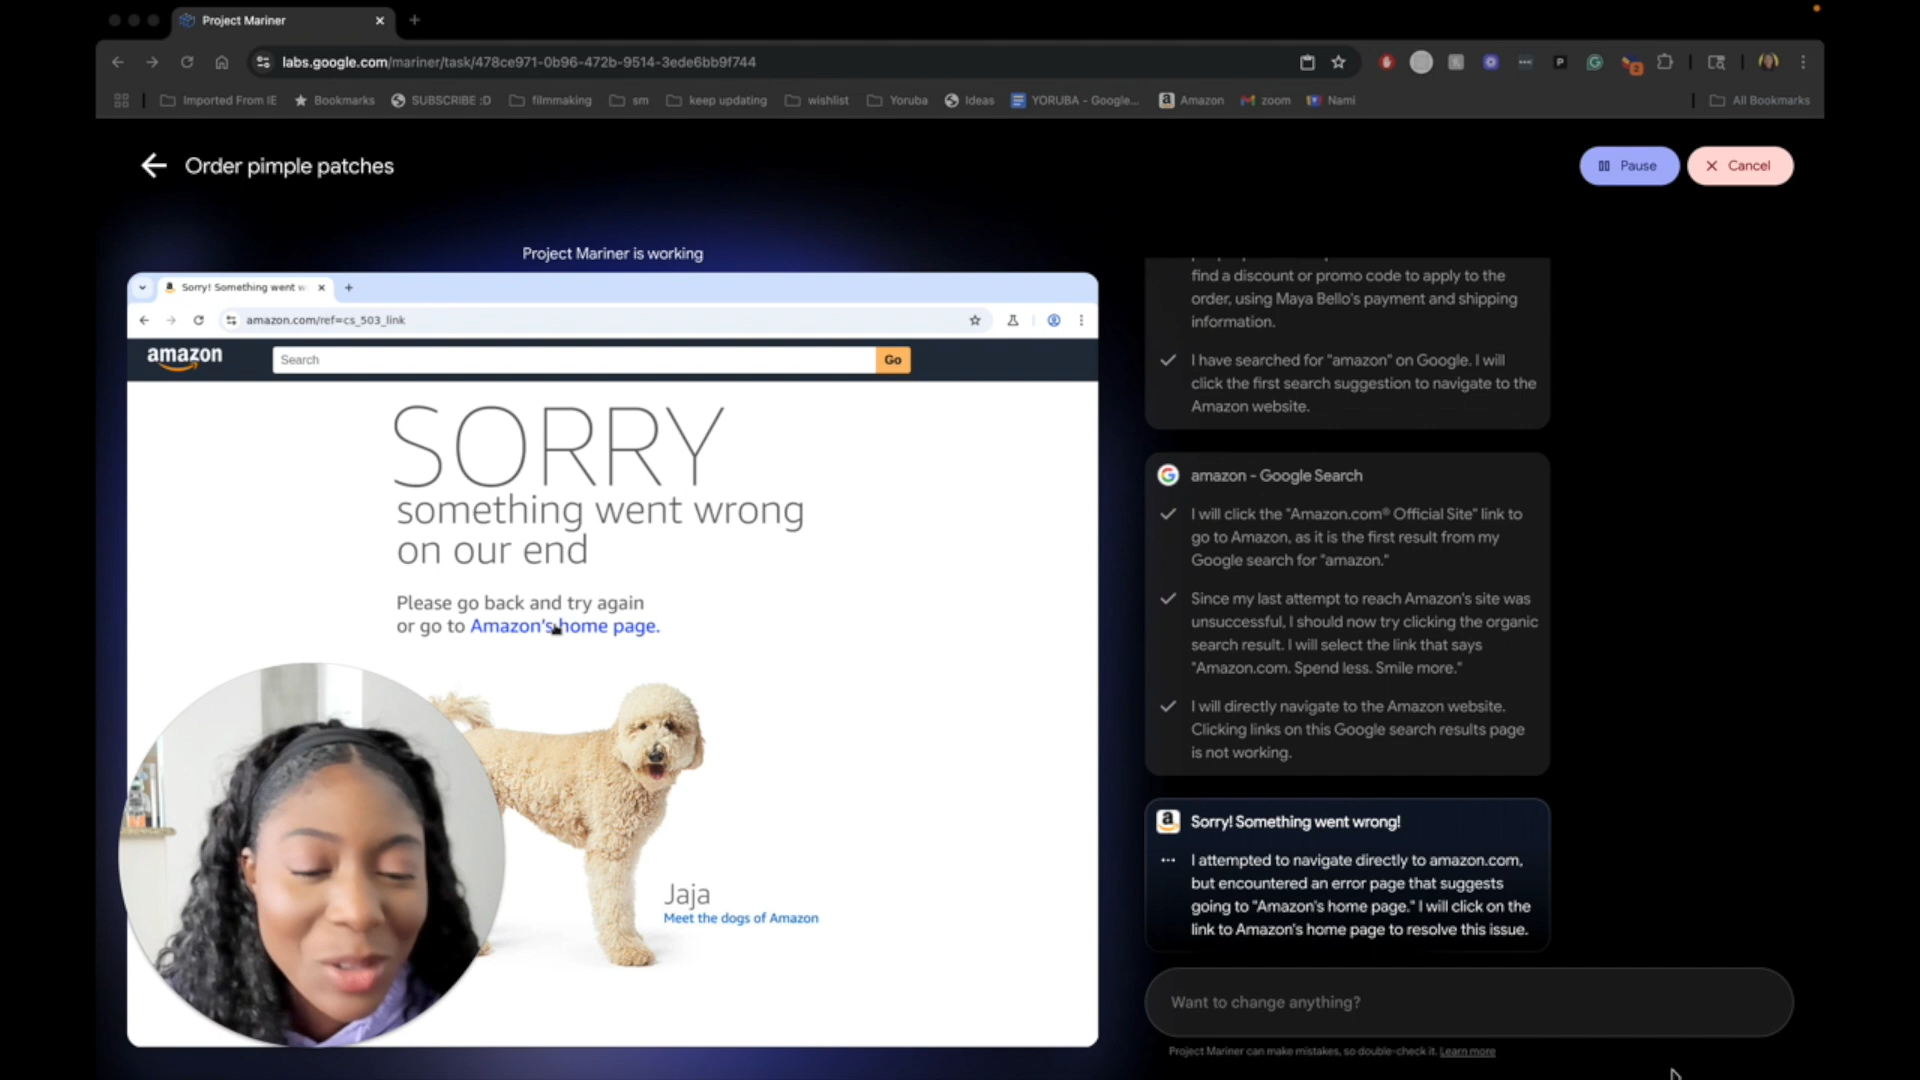 Project Mariner
labs.google.com/mariner/task/478ce971-0b96-472b-9514-3ede6bb9f744
Imported From IE
Bookmarks
SUBSCRIBE :D
filmmaking
sm
keep updating
wishlist
Yoruba
Ideas
YORUBA - Google...
Amazon
zoom
Nami
All Bookmarks
Order pimple patches
Pause
Cancel
Project Mariner is working
Sorry! Something went w
amazon.com/ref=cs_503_link
amazon
Search
Go
SORRY
something went wrong
on our end
Please go back and try again
or go to Amazon's home page.
Jaja
Meet the dogs of Amazon
find a discount or promo code to apply to the
order, using Maya Bello's payment and shipping
information.
I have searched for "amazon" on Google. I will
click the first search suggestion to navigate to the
Amazon website.
amazon - Google Search
I will click the "Amazon.com® Official Site" link to
go to Amazon, as it is the first result from my
Google search for "amazon."
Since my last attempt to reach Amazon's site was
unsuccessful, I should now try clicking the organic
search result. I will select the link that says
"Amazon.com. Spend less. Smile more."
I will directly navigate to the Amazon website.
Clicking links on this Google search results page
is not working.
Sorry! Something went wrong!
I attempted to navigate directly to amazon.com,
but encountered an error page that suggests
going to "Amazon's home page." I will click on the
link to Amazon's home page to resolve this issue.
Want to change anything?
Project Mariner can make mistakes, so double-check it. Learn more